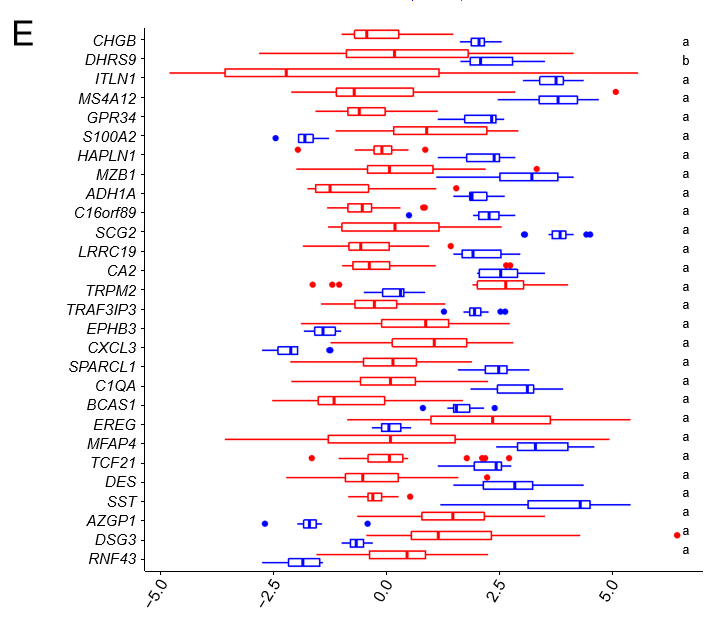 E
CHGB a
DHRS9 b
ITLN1 a
MS4A12 a
GPR34 a
S100A2 a
HAPLN1 a
MZB1 a
ADH1A a
C16orf89 a
SCG2 a
LRRC19 a
CA2 a
TRPM2 a
TRAF3IP3 a
EPHB3 a
CXCL3 a
SPARCL1 a
C1QA a
BCAS1 a
EREG a
MFAP4 a
TCF21 a
DES a
SST a
AZGP1 a
DSG3 a
RNF43 a
-5.0 -2.5 0.0 2.5 5.0